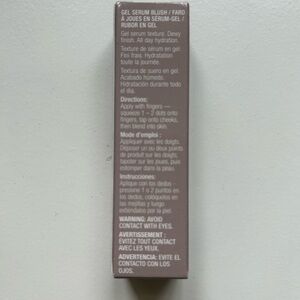 GEL SERUM BLUSH / FARD
À JOUES EN SÉRUM-GEL /
RUBOR EN GEL
Gel serum texture. Dewy
finish. All day hydration.
Texture de sérum en gel.
Fini frais. Hydratation
toute la journée.
Textura de suero en gel.
Acabado húmedo.
Hidratación durante todo
el día.
Directions:
Apply with fingers —
squeeze 1 – 2 dots onto
fingers, tap onto cheeks,
then blend into skin.
Mode d'emploi :
Appliquer avec les doigts.
Déposer un ou deux points
de produit sur les doigts,
tapoter sur les joues, puis
estomper dans la peau.
Instrucciones:
Aplique con los dedos -
presione 1 a 2 puntos en
los dedos, colóquelos en
las mejillas y luego
extiéndalos por la piel.
WARNING: AVOID
CONTACT WITH EYES.
AVERTISSEMENT :
ÉVITEZ TOUT CONTACT
AVEC LES YEUX.
ADVERTENCIA: EVITE EL
CONTACTO CON LOS
OJOS.